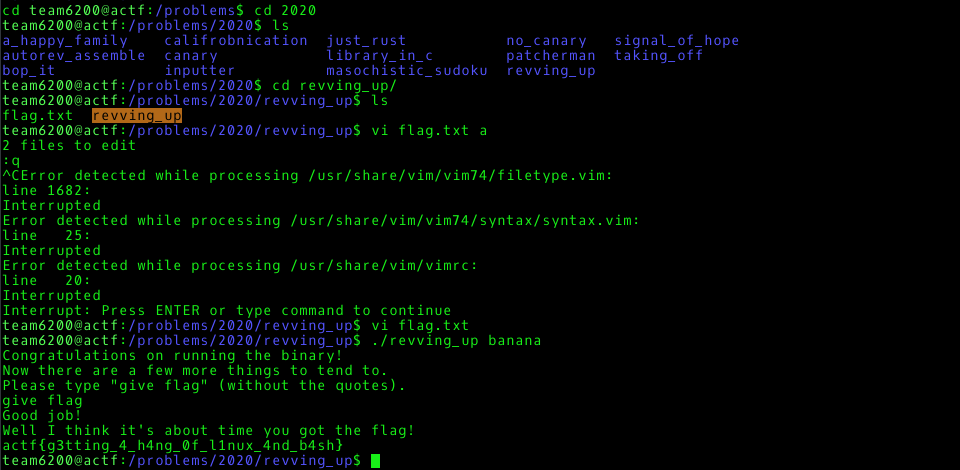 cd team6200@actf:/problems$ cd 2020
team6200@actf:/problems/2020$ ls
a_happy_family    califrobnication  just_rust            no_canary   signal_of_hope
autorev_assemble  canary            library_in_c         patcherman  taking_off
bop_it            inputter          masochistic_sudoku  revving_up
team6200@actf:/problems/2020$ cd revving_up/
team6200@actf:/problems/2020/revving_up$ ls
flag.txt  revving_up
team6200@actf:/problems/2020/revving_up$ vi flag.txt a
2 files to edit
:q
^CError detected while processing /usr/share/vim/vim74/filetype.vim:
line 1682:
Interrupted
Error detected while processing /usr/share/vim/vim74/syntax/syntax.vim:
line   25:
Interrupted
Error detected while processing /usr/share/vim/vimrc:
line   20:
Interrupted
Interrupt: Press ENTER or type command to continue
team6200@actf:/problems/2020/revving_up$ vi flag.txt
team6200@actf:/problems/2020/revving_up$ ./revving_up banana
Congratulations on running the binary!
Now there are a few more things to tend to.
Please type "give flag" (without the quotes).
give flag
Good job!
Well I think it's about time you got the flag!
actf{g3tting_4_h4ng_0f_l1nux_4nd_b4sh}
team6200@actf:/problems/2020/revving_up$